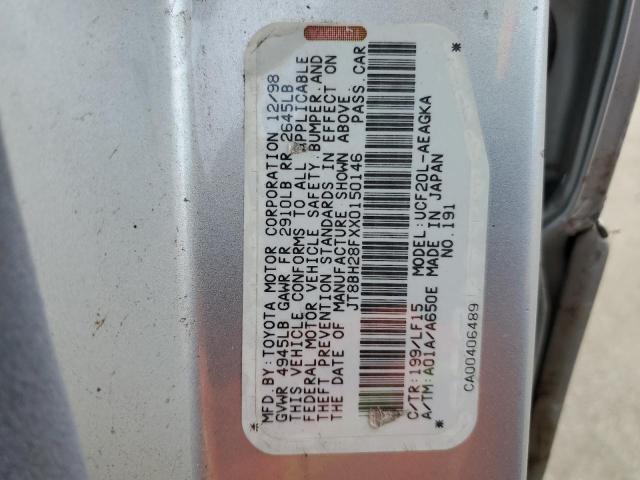 MFD.BY:TOYOTA MOTOR CORPORATION 12/98
GVWR 4945LB GAWR FR 2910LB RR 2645LB
THIS VEHICLE CONFORMS TO ALL APPLICABLE
FEDERAL MOTOR VEHICLE SAFETY,BUMPER,AND
THEFT PREVENTION STANDARDS IN EFFECT ON
THE DATE OF MANUFACTURE SHOWN ABOVE.
JT8BH28FXX0150146 PASS.CAR
C/TR:199/LF15 MODEL:UCF20L-AEAGKA
A/TM:A01A/A650E MADE IN JAPAN
NO.191
CA00406489